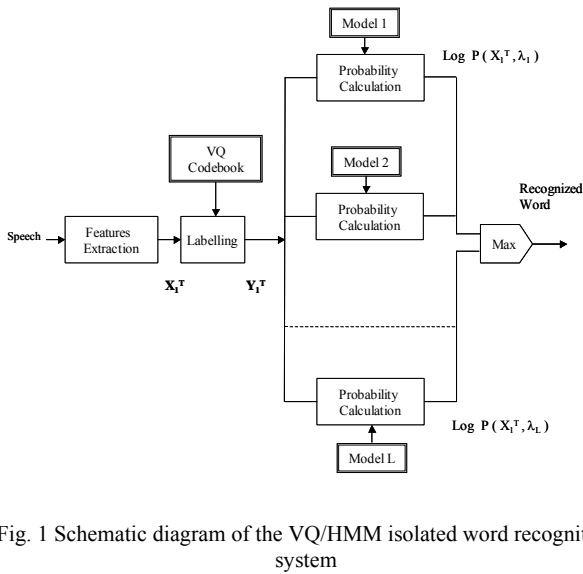 Model 1
Log P ( X₁ᵀ , λ₁ )
Probability
Calculation
VQ
Codebook
Model 2
Recognized
Word
Probability
Calculation
Speech
Features
Extraction
Labelling
Max
X₁ᵀ
Y₁ᵀ
Probability
Calculation
Log P ( X₁ᵀ , λ_L )
Model L
Fig. 1 Schematic diagram of the VQ/HMM isolated word recognit
system